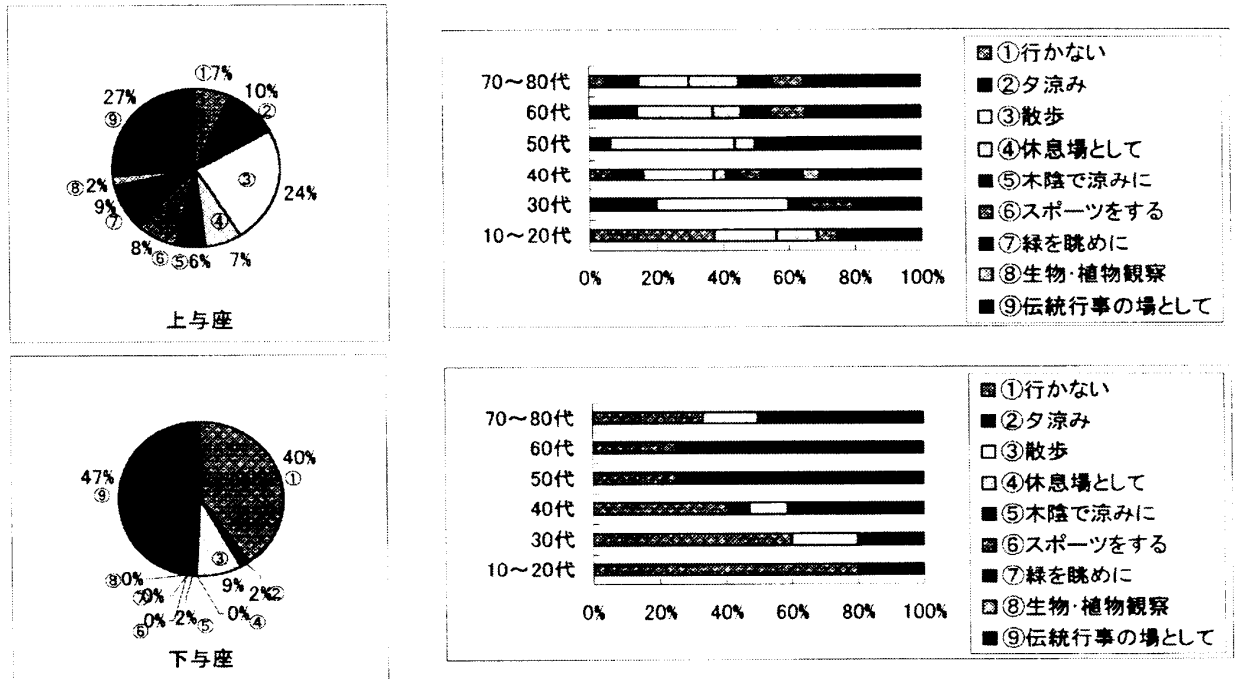 ①7%
10%
②
27%
⑨
③
24%
⑧2%
9%
⑦
④
8%
⑥
⑤6%
7%
上与座
70～80代
60代
50代
40代
30代
10～20代
0% 20% 40% 60% 80% 100%
①行かない
②夕涼み
③散歩
④休息場として
⑤木陰で涼みに
⑥スポーツをする
⑦緑を眺めに
⑧生物・植物観察
⑨伝統行事の場として
40%
①
47%
⑨
③
⑧0%
9%
2%②
⑦0%
0%④
0%
⑥
2%⑤
下与座
70～80代
60代
50代
40代
30代
10～20代
0% 20% 40% 60% 80% 100%
①行かない
②夕涼み
③散歩
④休息場として
⑤木陰で涼みに
⑥スポーツをする
⑦緑を眺めに
⑧生物・植物観察
⑨伝統行事の場として